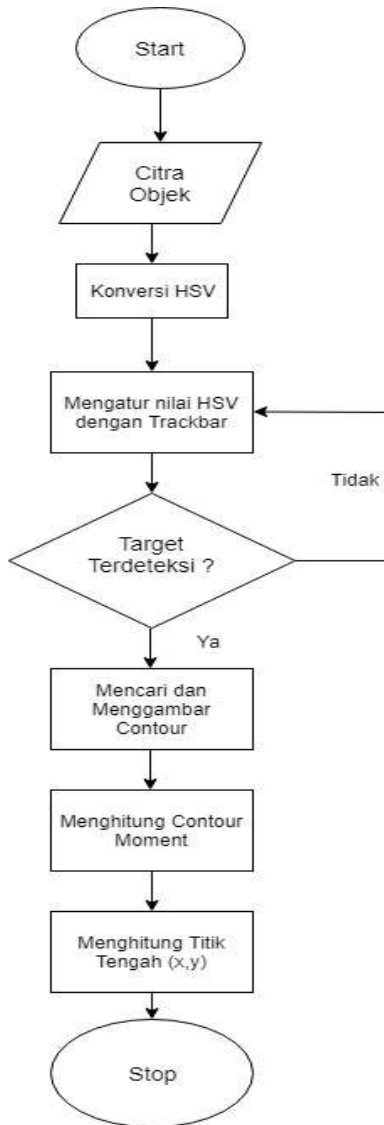 Start
Citra
Objek
Konversi HSV
Mengatur nilai HSV
dengan Trackbar
Tidak
Target
Terdeteksi ?
Ya
Mencari dan
Menggambar
Contour
Menghitung Contour
Moment
Menghitung Titik
Tengah (x,y)
Stop